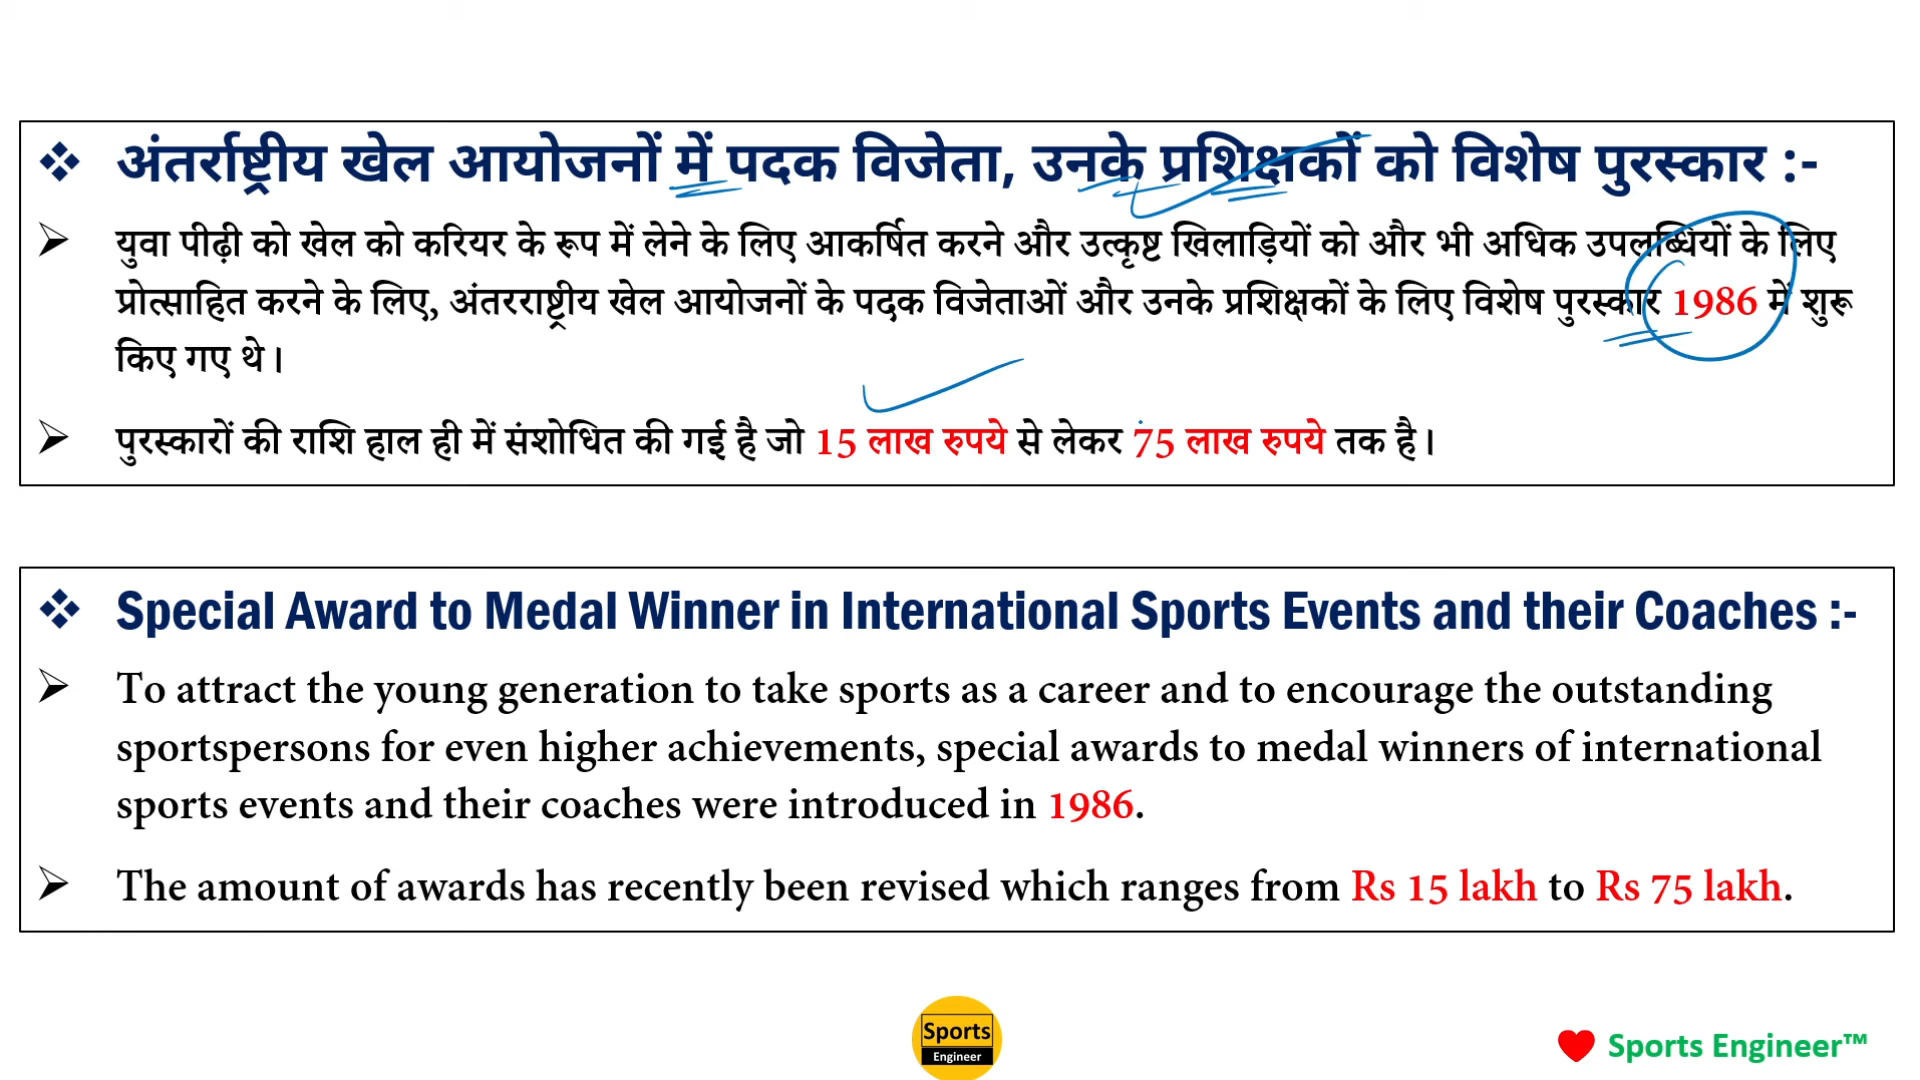 ❖ अंतर्राष्ट्रीय खेल आयोजनों में पदक विजेता, उनके प्रशिक्षकों को विशेष पुरस्कार :-
➢ युवा पीढ़ी को खेल को करियर के रूप में लेने के लिए आकर्षित करने और उत्कृष्ट खिलाड़ियों को और भी अधिक उपलब्धियों के लिए
प्रोत्साहित करने के लिए, अंतरराष्ट्रीय खेल आयोजनों के पदक विजेताओं और उनके प्रशिक्षकों के लिए विशेष पुरस्कार 1986 में शुरू
किए गए थे।
➢ पुरस्कारों की राशि हाल ही में संशोधित की गई है जो 15 लाख रुपये से लेकर 75 लाख रुपये तक है।
❖ Special Award to Medal Winner in International Sports Events and their Coaches :-
➢ To attract the young generation to take sports as a career and to encourage the outstanding
sportspersons for even higher achievements, special awards to medal winners of international
sports events and their coaches were introduced in 1986.
➢ The amount of awards has recently been revised which ranges from Rs 15 lakh to Rs 75 lakh.
Sports
Engineer
Sports Engineer™